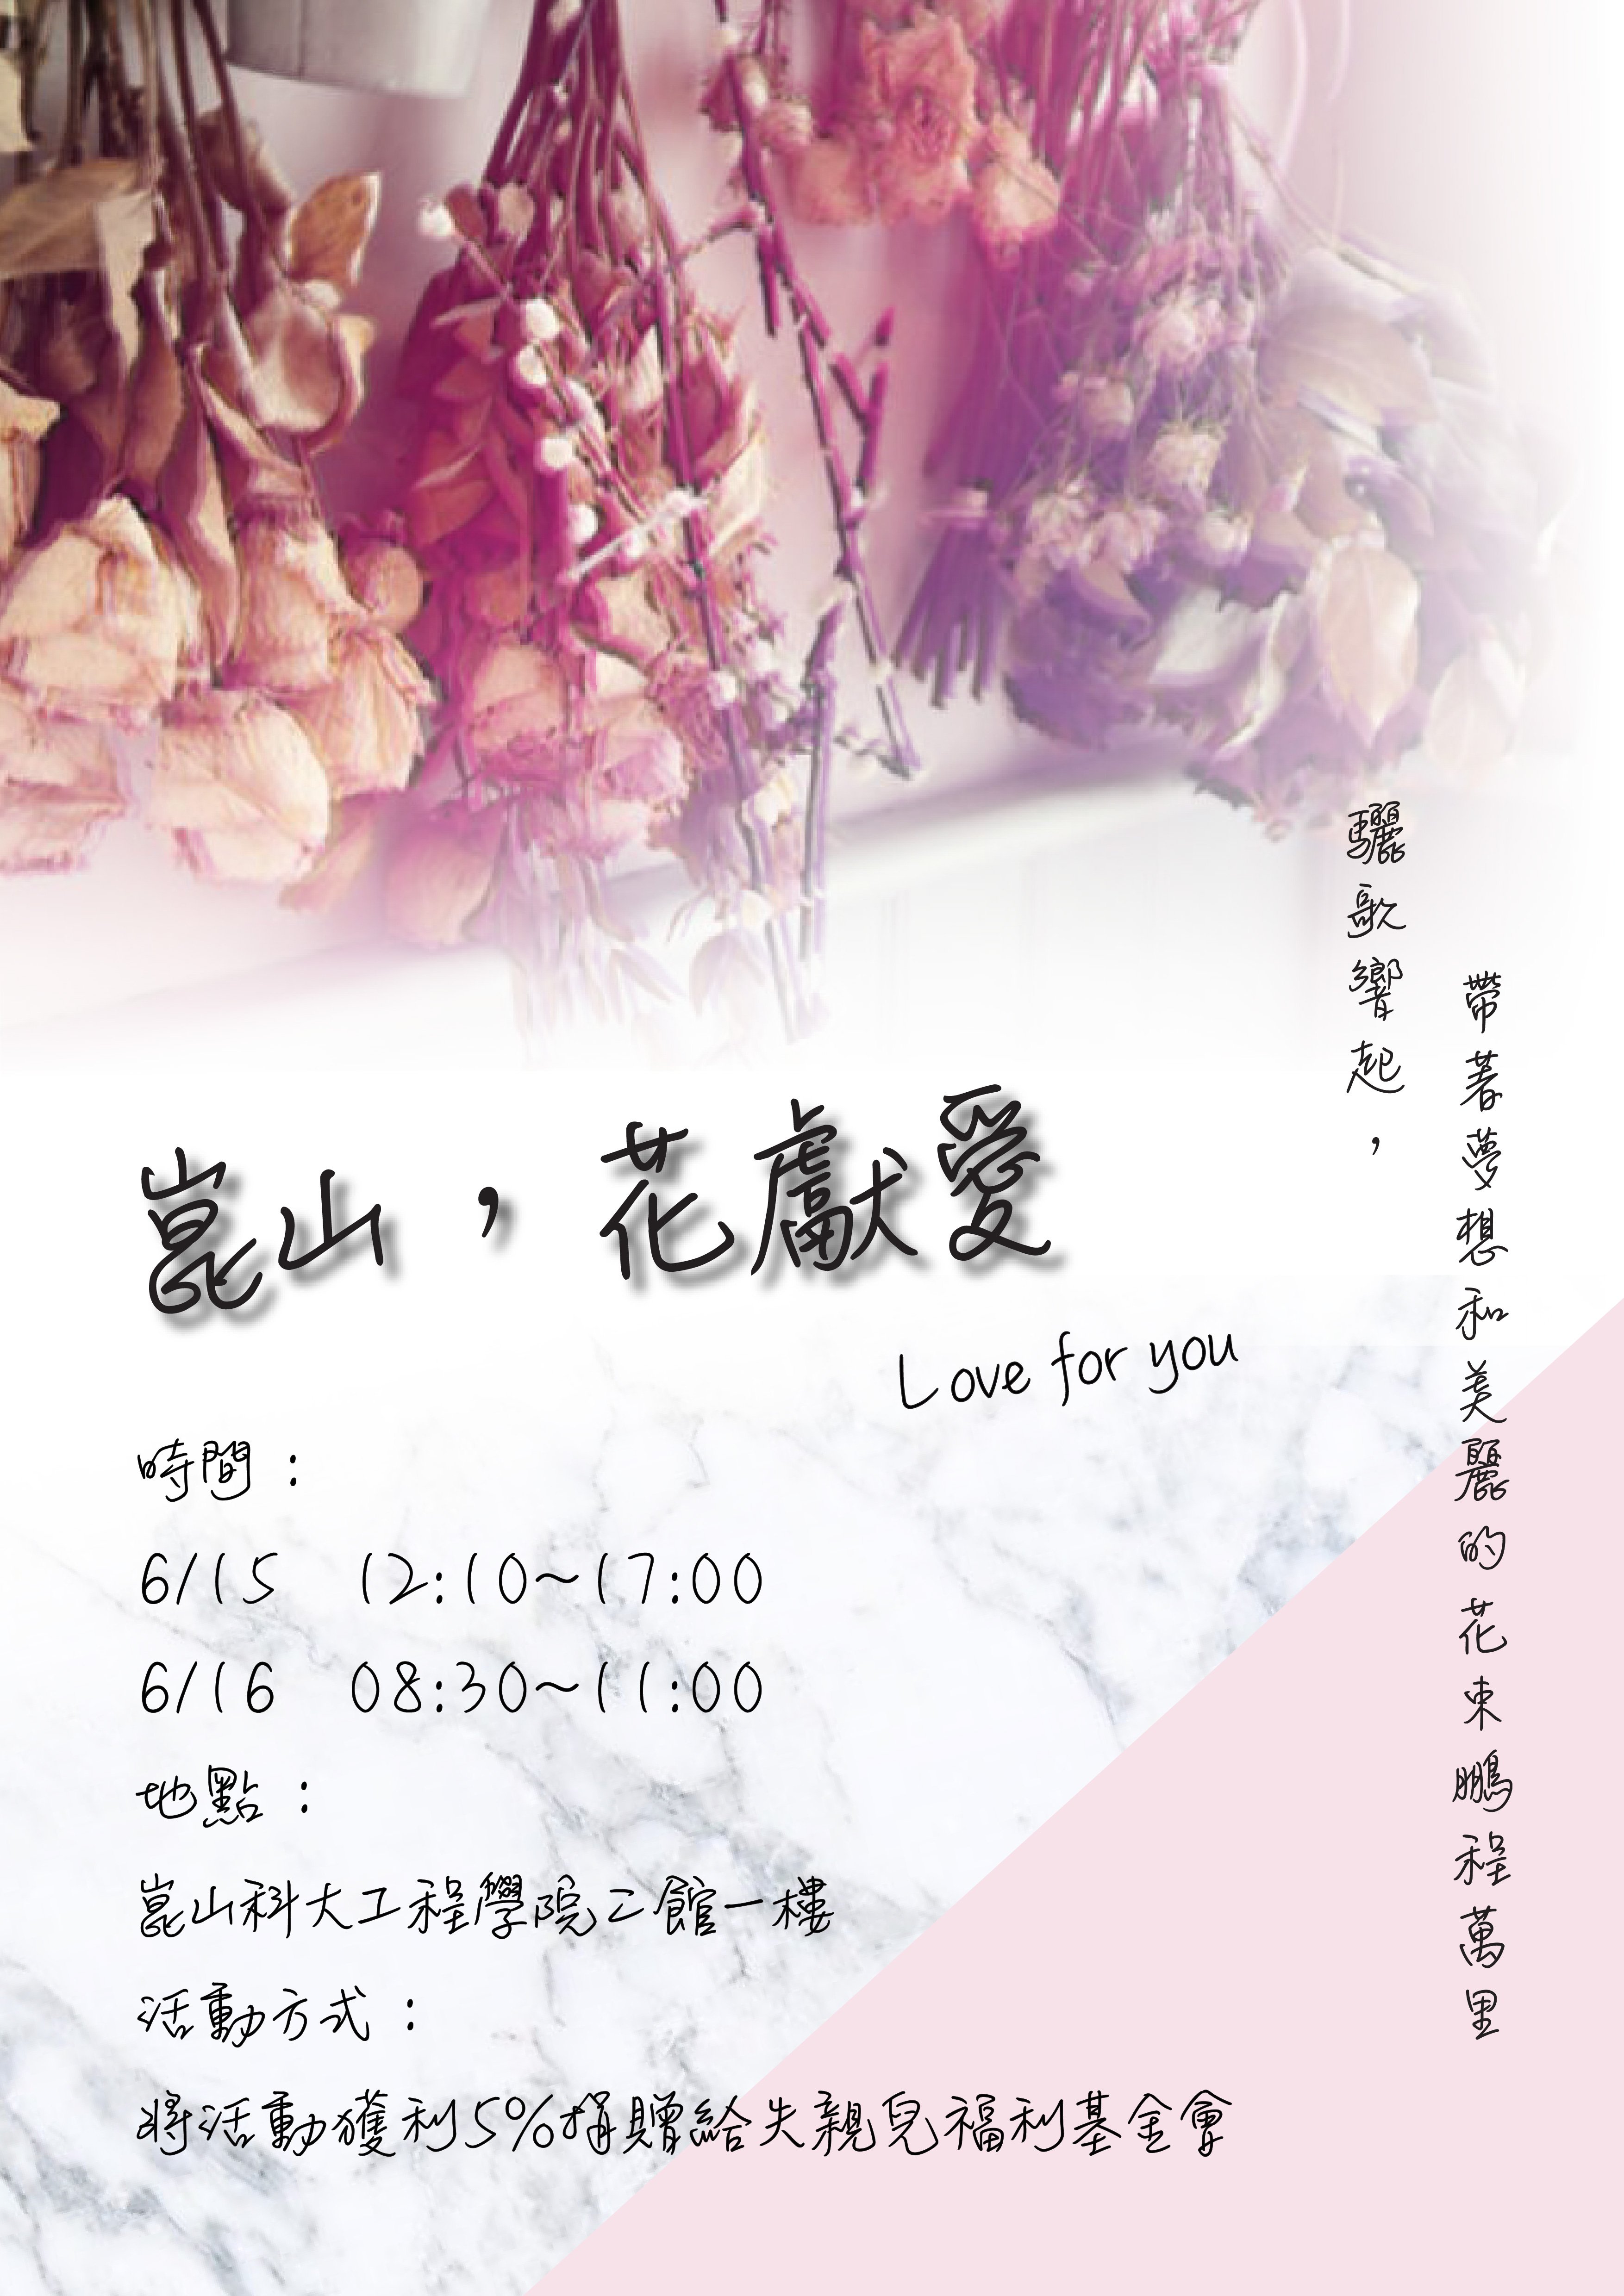 驪歌響起，
帶著夢想和美麗的花束鵬程萬里
崑山，花獻愛
Love for you
時間：
6/15 12:10~17:00
6/16 08:30~11:00
地點：
崑山科大工程學院二館一樓
活動方式：
將活動獲利5%捐贈給失親兒福利基金會